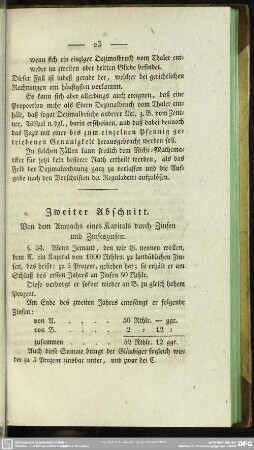 — 23 —
wenn sich ein einziger Dezimalbruch vom Thaler ent-
weder im zweiten oder dritten Gliede befindet.
Dieser Fall ist indeß gerade der, welcher bei gerichtlichen
Rechnungen am häufigsten vorkommt.
Es kann sich aber allerdings auch ereignen, daß eine
Proportion mehr als Einen Dezimalbruch vom Thaler ent-
hält, daß sogar Dezimalbrüche anderer Art, z. B. vom Zent-
ner, Wispel u. dgl., darin erscheinen, und daß dabei dennoch
das Fazit mit einer bis zum einzelnen Pfennig ge-
triebenen Genauigkeit herausgebracht werden soll.
In solchen Fällen kann freilich dem Nicht-Mathema-
tiker für jetzt kein besserer Rath ertheilt werden, als das
Feld der Dezimalrechnung ganz zu verlassen und die Auf-
gabe nach den Vorschriften der Reguladetri aufzulösen.
Zweiter Abschnitt.
Von dem Anwachs eines Kapitals durch Zinsen
und Zinseszinsen.
§. 34. Wenn Jemand, den wir G. nennen wollen,
dem A. ein Kapital von 1000 Rthlrn. zu landüblichen Zin-
sen, das heißt: zu 5 Prozent, geliehen hat; so erhält er am
Schluß des ersten Jahres an Zinsen 50 Rthlr.
Diese verborgt er sofort wieder an B. zu gleich hohem
Prozent.
Am Ende des zweiten Jahres empfängt er folgende
Zinsen:
von A. . . . . 50 Rthlr. — ggr.
von B. . . . . 2 » 12 »
zusammen . . . . 52 Rthlr. 12 ggr.
Auch diese Summe bringt der Gläubiger sogleich wie-
der zu 5 Prozent zinsbar unter, und zwar bei C.